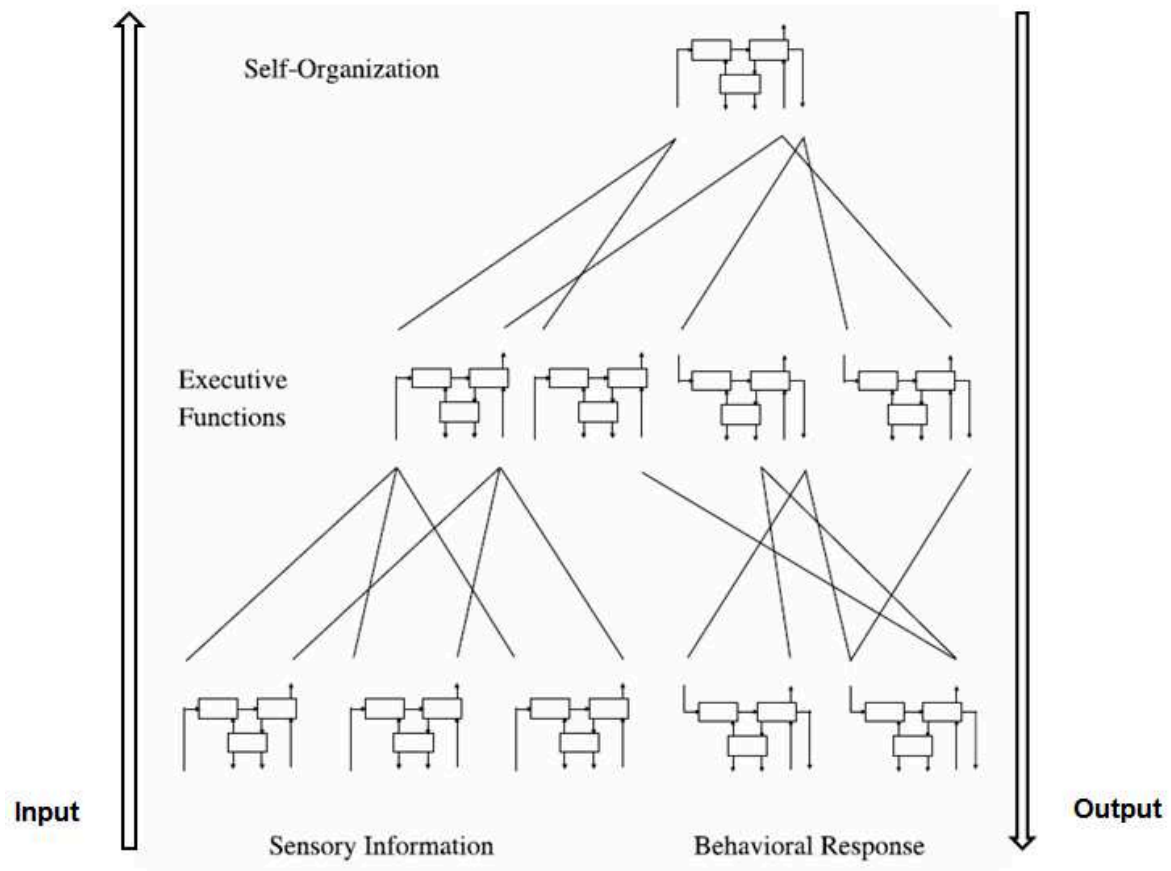 Self-Organization
Executive
Functions
Input
Output
Sensory Information
Behavioral Response